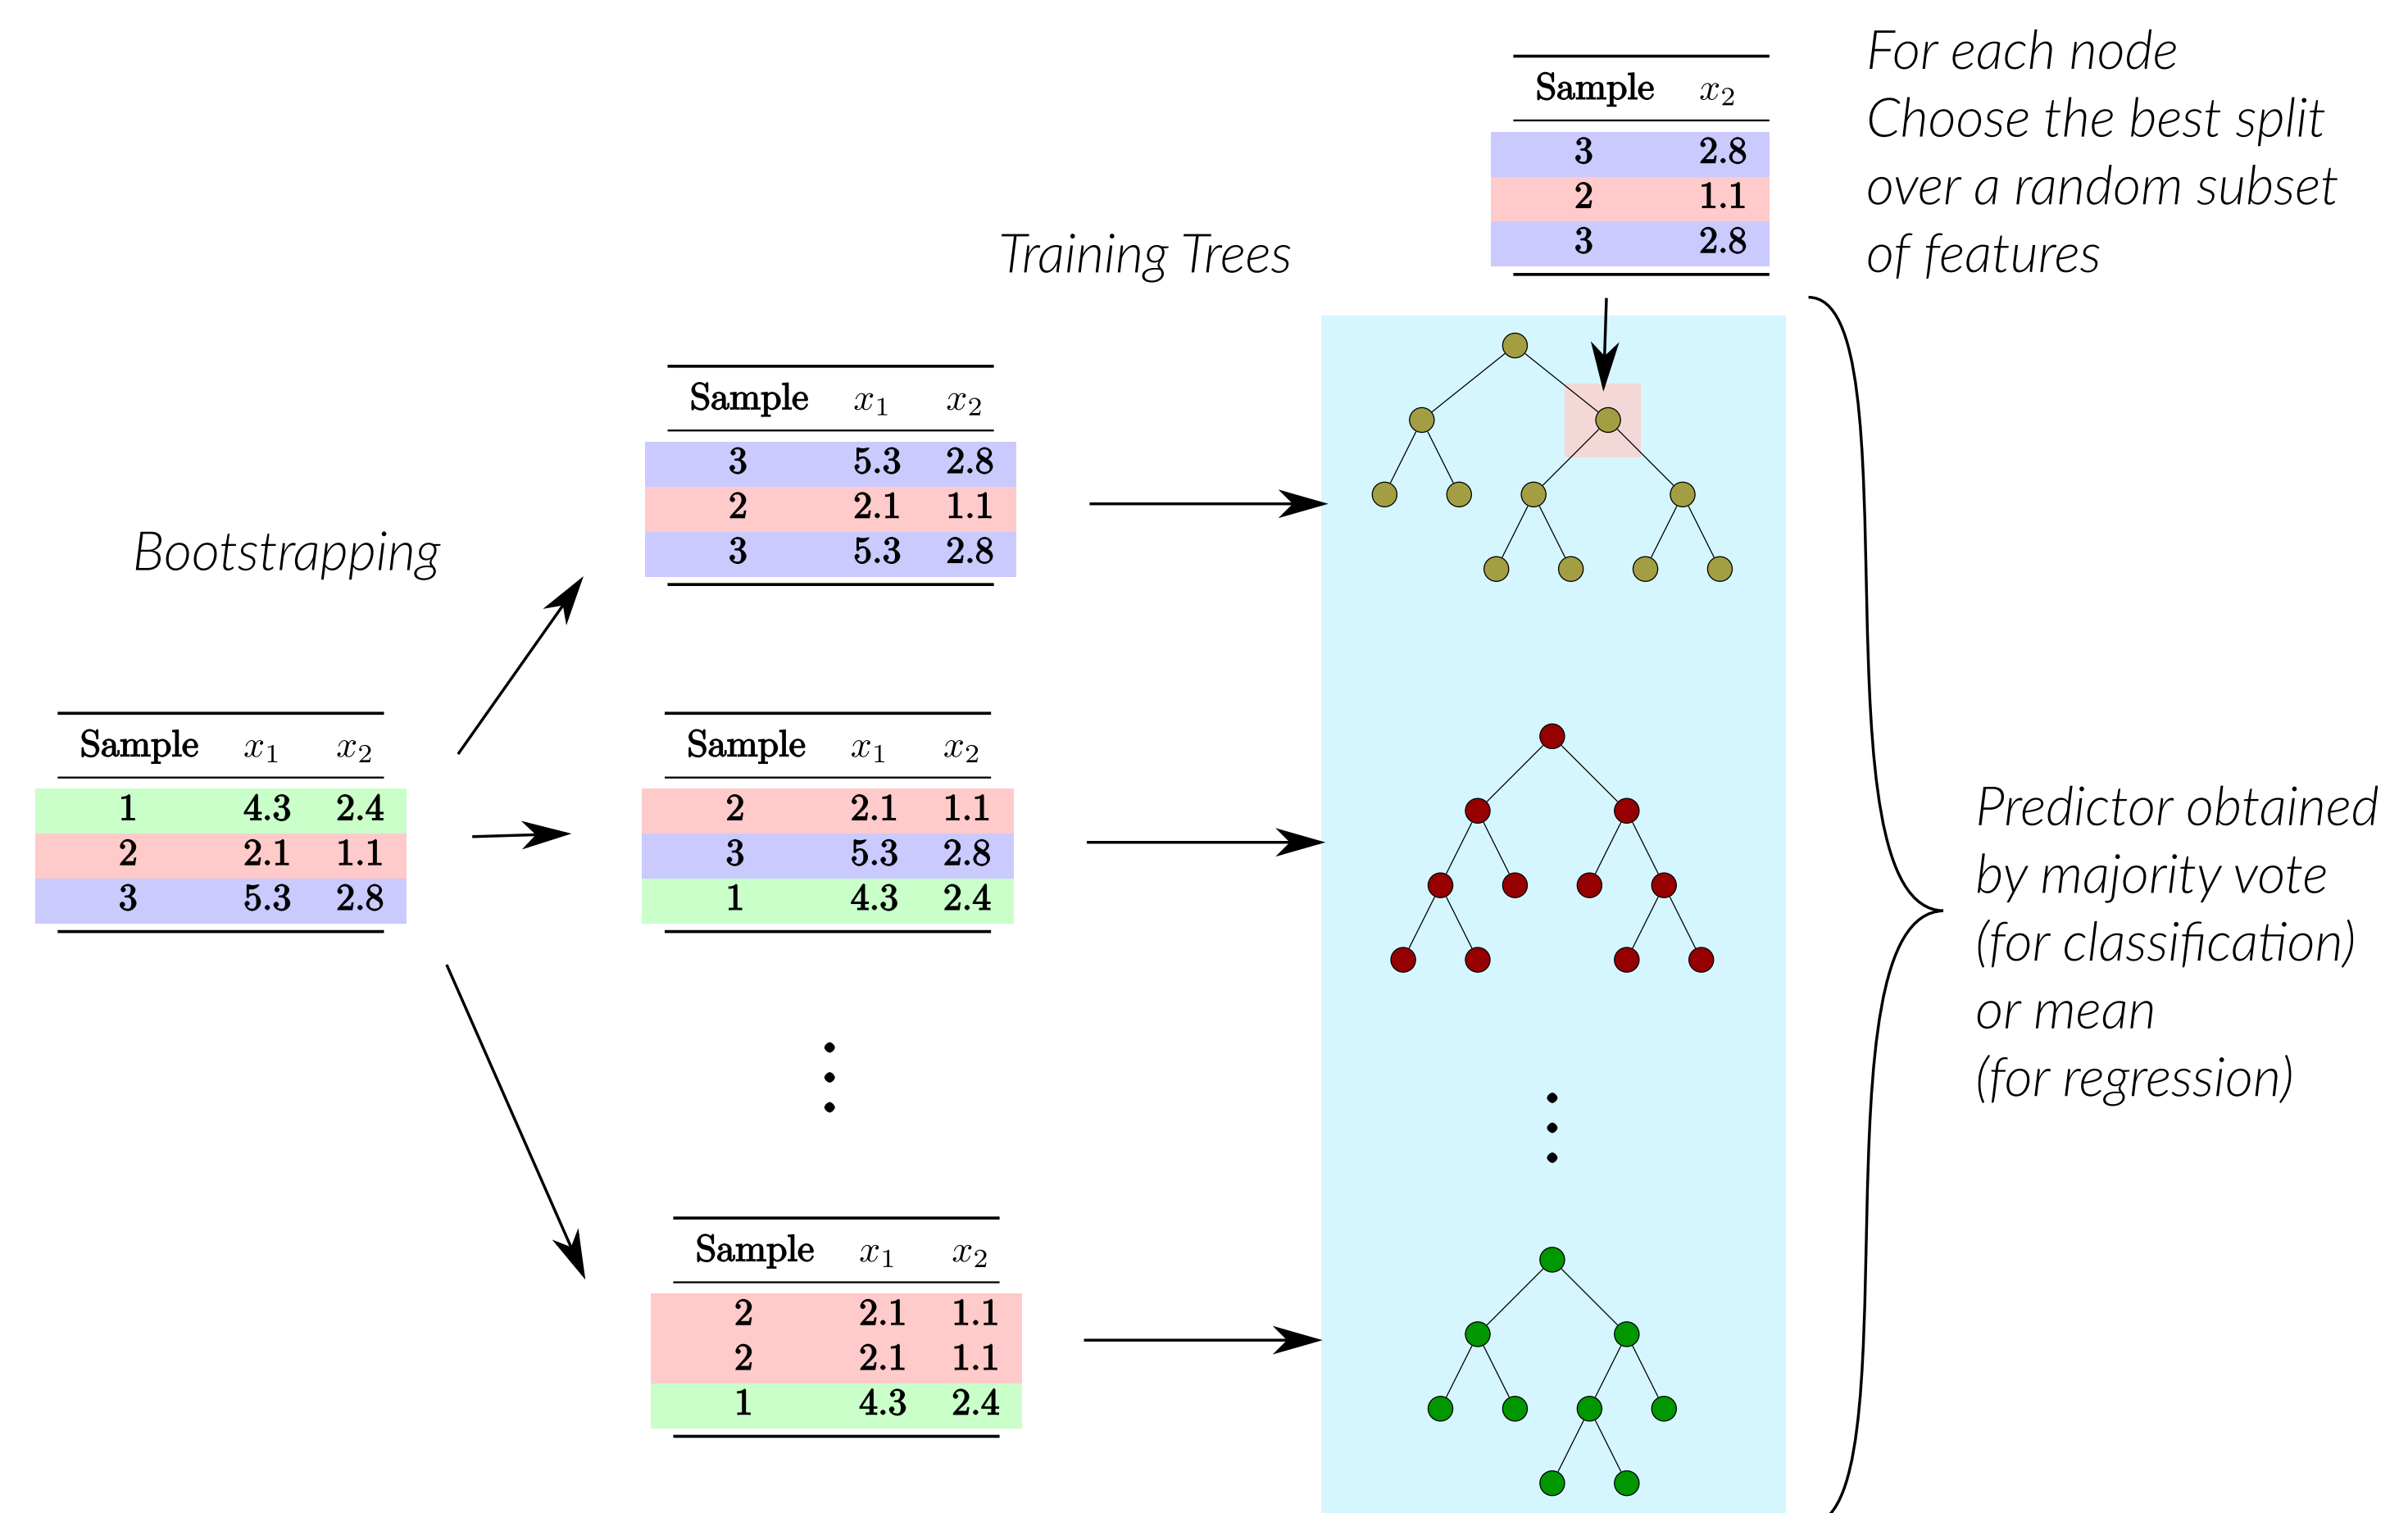 Bootstrapping
Sample x1 x2
1 4.3 2.4
2 2.1 1.1
3 5.3 2.8
Training Trees
Sample x1 x2
3 5.3 2.8
2 2.1 1.1
3 5.3 2.8
Sample x1 x2
2 2.1 1.1
3 5.3 2.8
1 4.3 2.4
Sample x1 x2
2 2.1 1.1
2 2.1 1.1
1 4.3 2.4
Sample x2
3 2.8
2 1.1
3 2.8
For each node
Choose the best split
over a random subset
of features
Predictor obtained
by majority vote
(for classification)
or mean
(for regression)